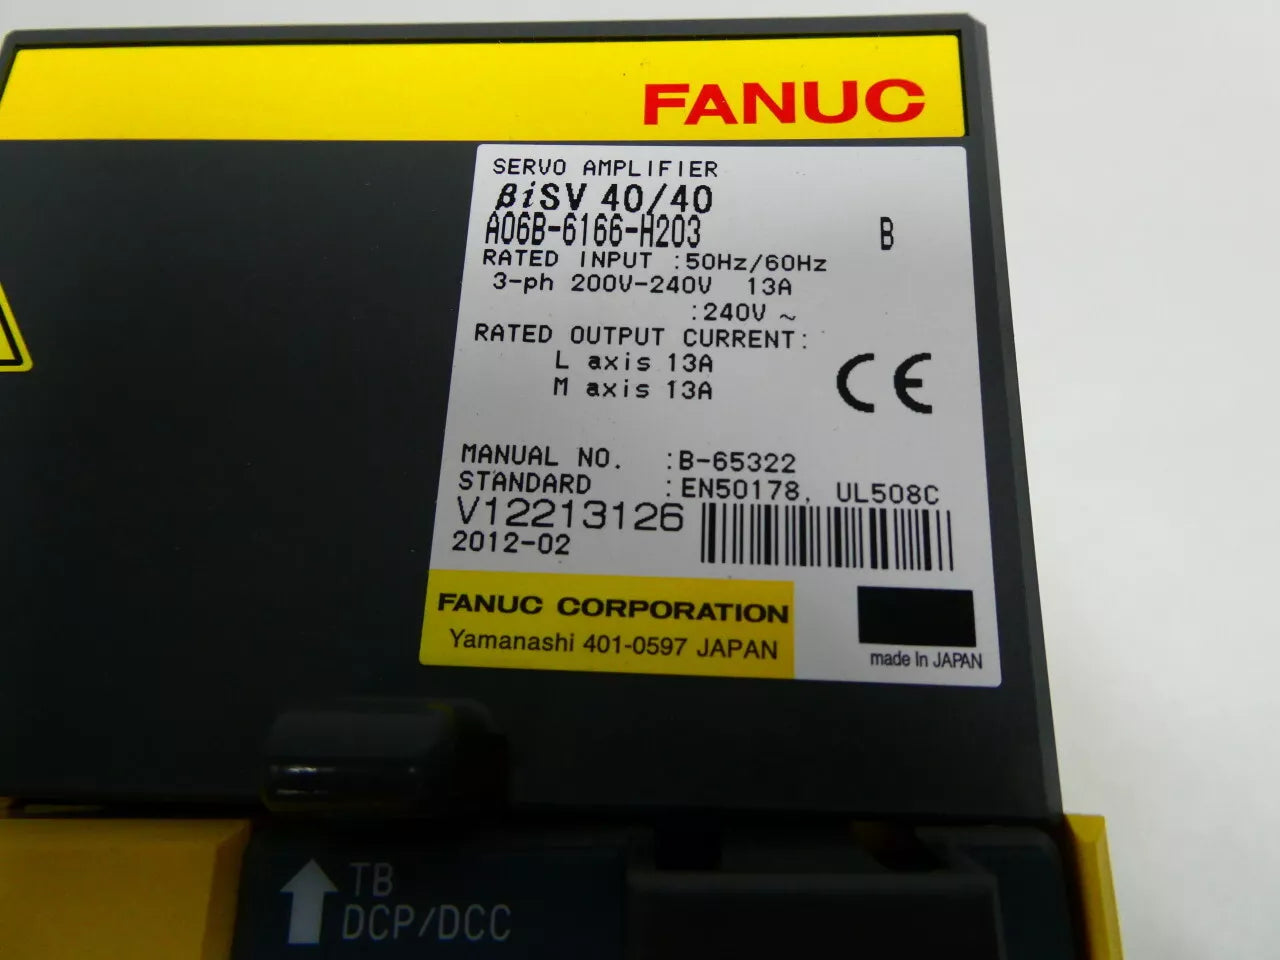 FANUC
SERVO AMPLIFIER
βiSV 40/40
A06B-6166-H203 B
RATED INPUT :50Hz/60Hz
3-ph 200V-240V 13A
:240V ~
RATED OUTPUT CURRENT:
L axis 13A
M axis 13A
CE
MANUAL NO. :B-65322
STANDARD :EN50178, UL508C
V12213126
2012-02
FANUC CORPORATION
Yamanashi 401-0597 JAPAN
made In JAPAN
TB
DCP/DCC